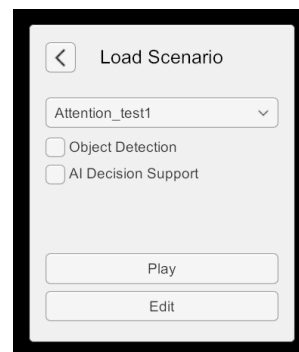 Load Scenario
Attention_test1
Object Detection
AI Decision Support
Play
Edit